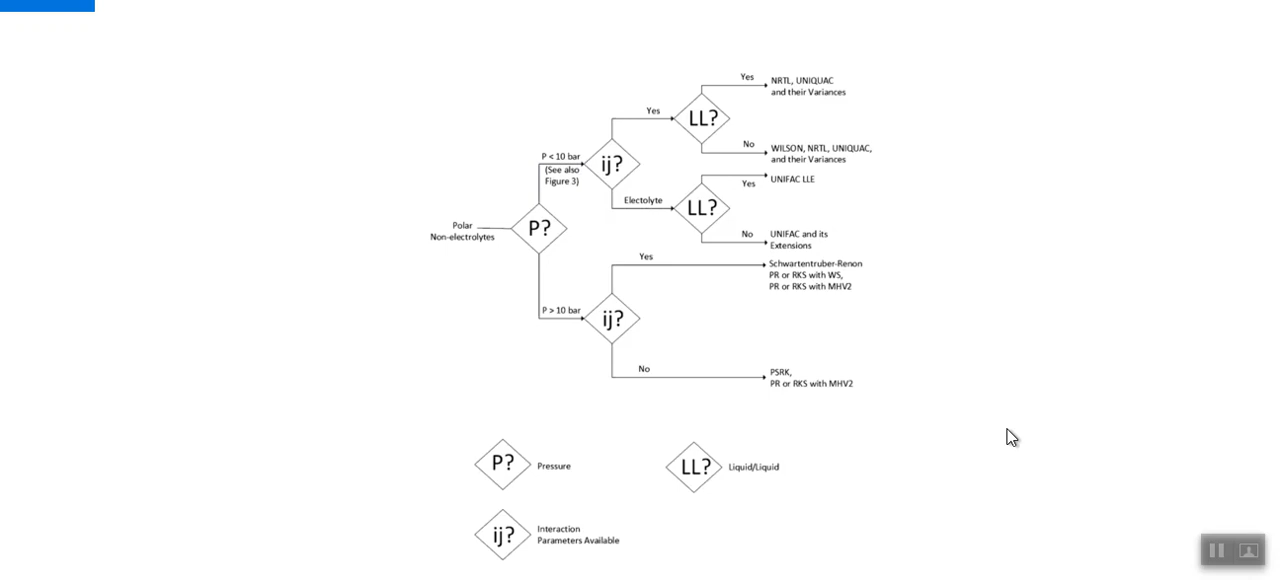 Yes
NRTL, UNIQUAC
and their Variances
Yes
LL?
No
WILSON, NRTL, UNIQUAC,
and their Variances
P < 10 bar
(See also
Figure 3)
ij?
UNIFAC LLE
Yes
Electolyte
LL?
Polar
Non-electrolytes
P?
No
UNIFAC and its
Extensions
Yes
Schwartentruber-Renon
PR or RKS with WS,
PR or RKS with MHV2
P > 10 bar
ij?
No
PSRK,
PR or RKS with MHV2
P?
Pressure
LL?
Liquid/Liquid
ij?
Interaction
Parameters Available